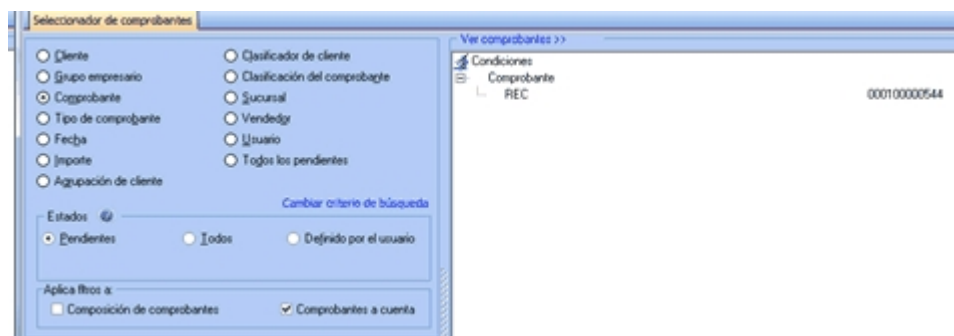 Seleccionador de comprobantes
Cliente
Grupo empresario
Comprobante
Tipo de comprobante
Fecha
Importe
Agrupación de cliente
Clasificador de cliente
Clasificación del comprobante
Sucursal
Vendedor
Usuario
Todos los pendientes
Cambiar criterio de búsqueda
Estados
Pendientes
Todos
Definido por el usuario
Aplica filtros a:
Composición de comprobantes
Comprobantes a cuenta
Ver comprobantes >>
Condiciones
Comprobante
REC 000100000544